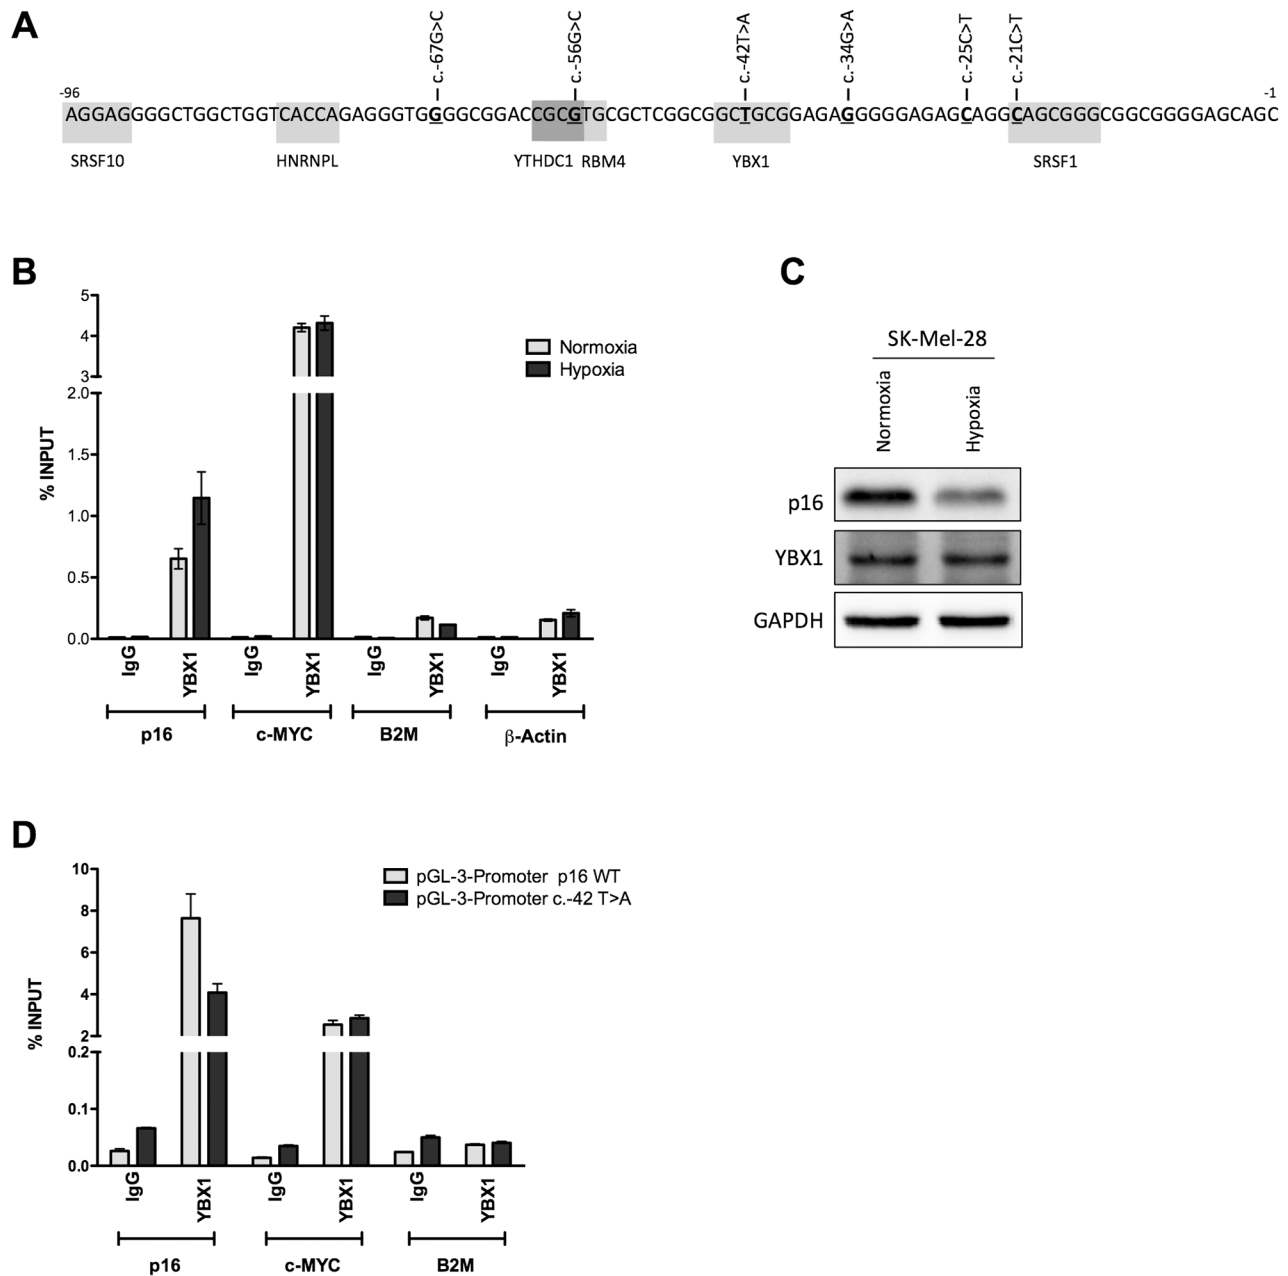 A
c.-67G>C
c.-56G>C
c.-42T>A
c.-34G>A
c.-25C>T
c.-21C>T
-96
-1
AGGAGGGGGCTGGCTGGTCACCAGAGGGTGGGGCGGACCGCGTGCGCTCGGCGGCTGCGGAGAGGGGGAGAGCAGGCAGCGGGCGGCGGGGAGCAGC
SRSF10
HNRNPL
YTHDC1
RBM4
YBX1
SRSF1
B
5
4
3
2.0
1.5
1.0
0.5
0.0
% INPUT
Normoxia
Hypoxia
IgG
YBX1
IgG
YBX1
IgG
YBX1
IgG
YBX1
p16
c-MYC
B2M
β-Actin
C
SK-Mel-28
Normoxia
Hypoxia
p16
YBX1
GAPDH
D
10
8
6
4
2
0.2
0.1
0.0
% INPUT
pGL-3-Promoter p16 WT
pGL-3-Promoter c.-42 T>A
IgG
YBX1
IgG
YBX1
IgG
YBX1
p16
c-MYC
B2M